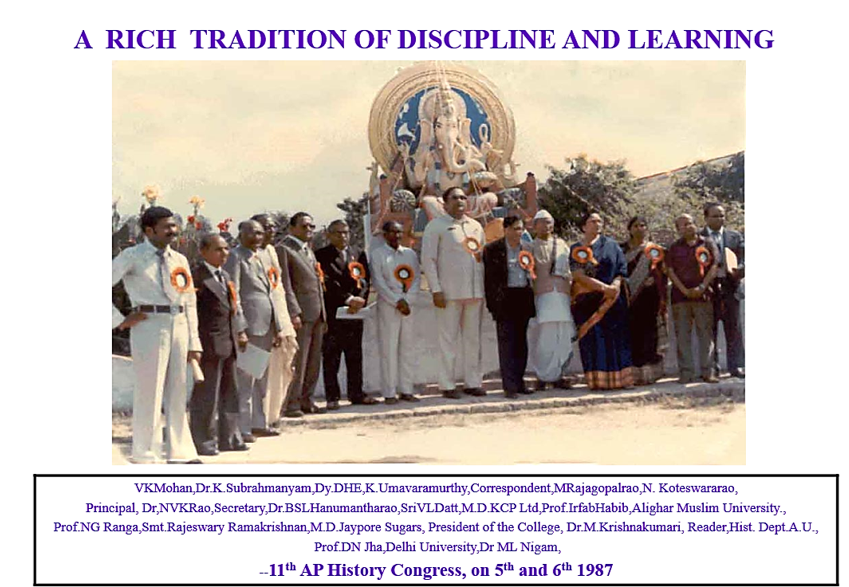 A RICH TRADITION OF DISCIPLINE AND LEARNING
VKMohan,Dr.K.Subrahmanyam,Dy.DHE,K.Umavaramurthy,Correspondent,MRajagopalrao,N. Koteswararao,
Principal, Dr,NVKRao,Secretary,Dr.BSLHanumantharao,SriVLDatt,M.D.KCP Ltd,Prof.IrfabHabib,Alighar Muslim University.,
Prof.NG Ranga,Smt.Rajeswary Ramakrishnan,M.D.Jaypore Sugars, President of the College, Dr.M.Krishnakumari, Reader,Hist. Dept.A.U.,
Prof.DN Jha,Delhi University,Dr ML Nigam,
--11th AP History Congress, on 5th and 6th 1987